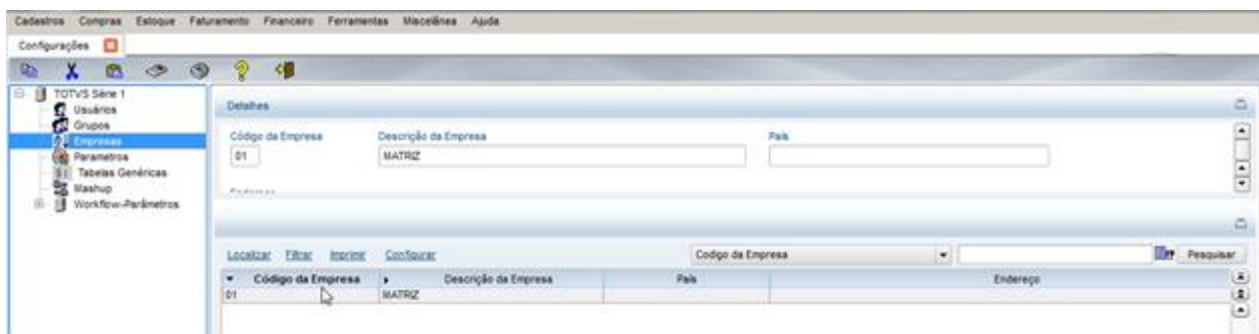 Cadastros Compras Estoque Faturamento Financeiro Ferramentas Miscelânea Ajuda
Configurações
TOTVS Série 1
Usuários
Grupos
Empresas
Parametros
Tabelas Genéricas
Mashup
Workflow-Parâmetros
Detalhes
Código da Empresa Descrição da Empresa País
01 MATRIZ
Endereço
Localizar Filtrar Imprimir Configurar Codigo da Empresa Pesquisar
Código da Empresa Descrição da Empresa País Endereço
01 MATRIZ